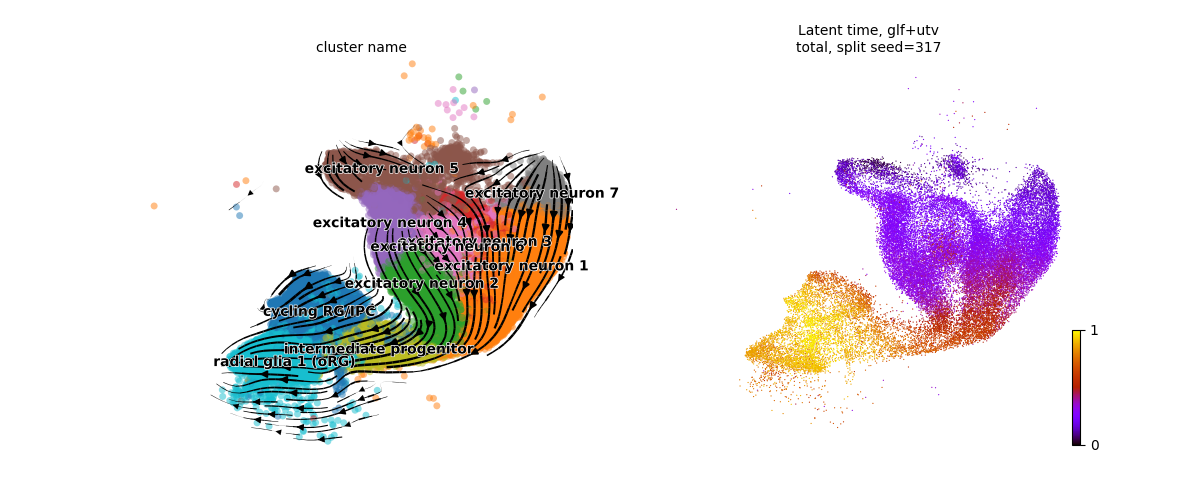 cluster name
Latent time, glf+utv
total, split seed=317
excitatory neuron 5
excitatory neuron 7
excitatory neuron 4
excitatory neuron 3
excitatory neuron 6
excitatory neuron 1
excitatory neuron 2
cycling RG/IPC
intermediate progenitor
radial glia 1 (oRG)
1
0